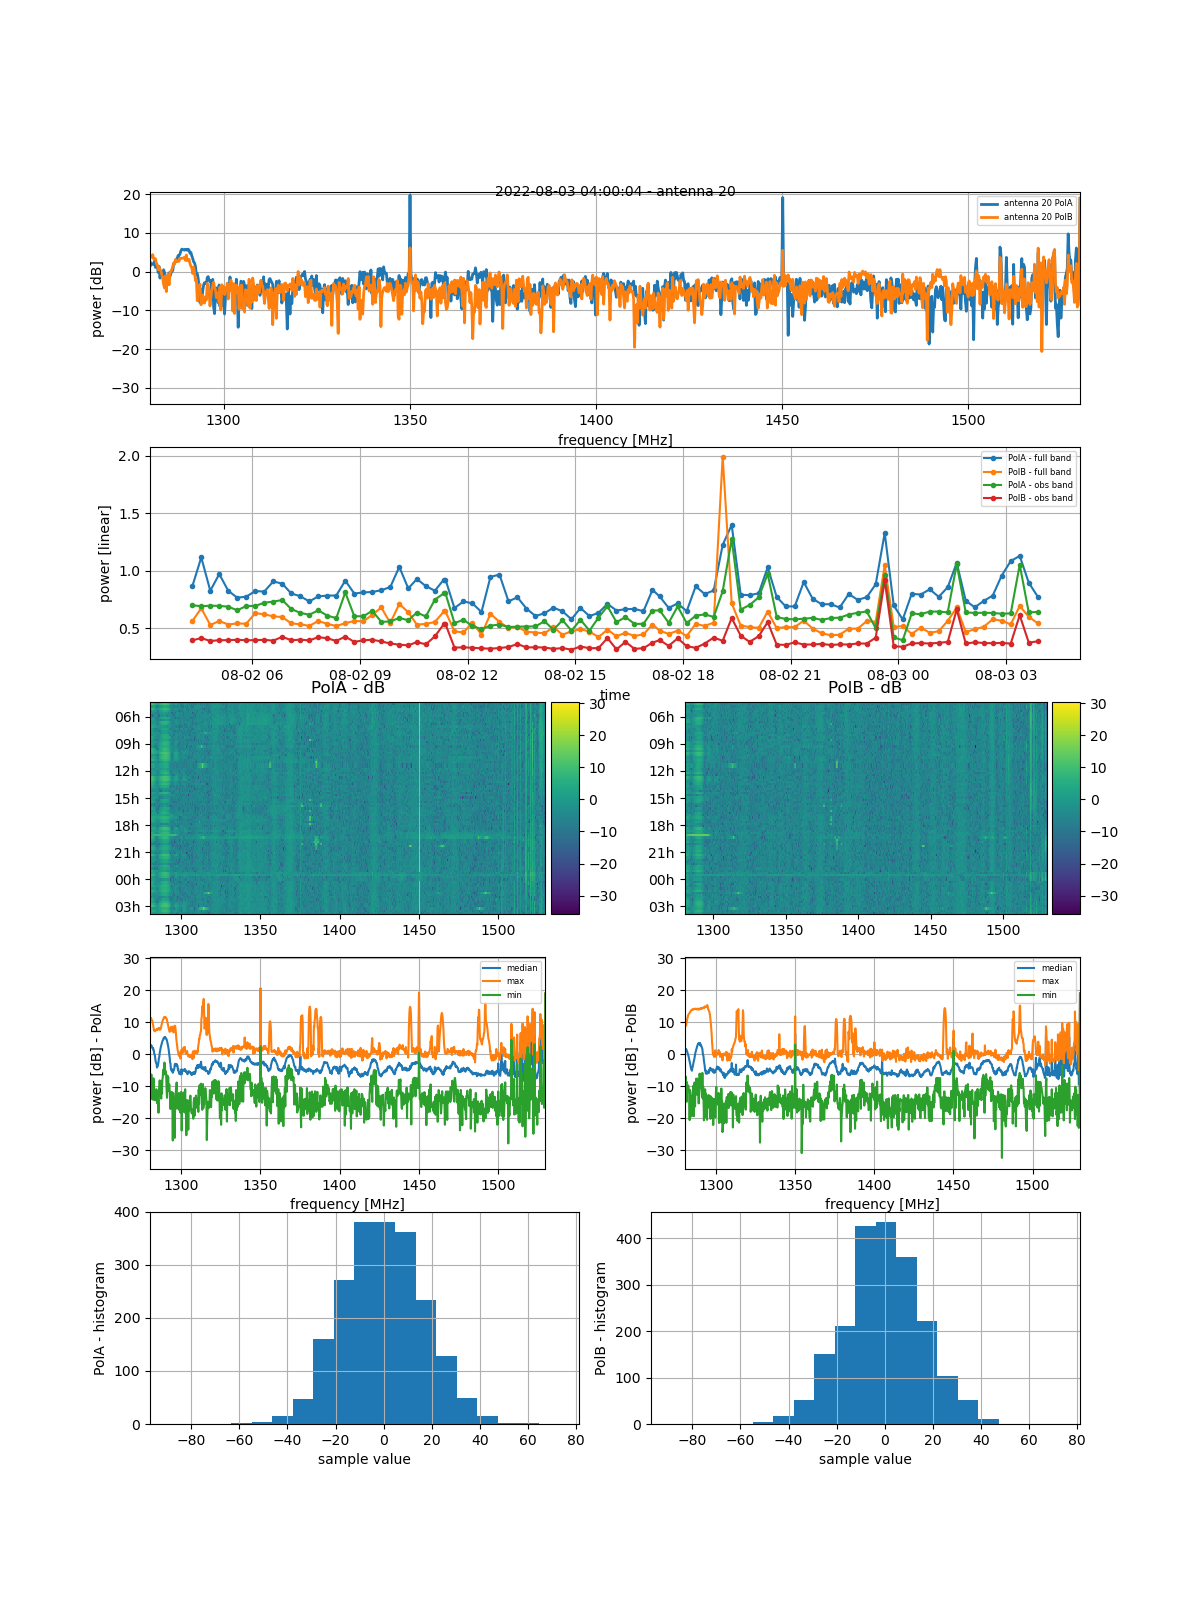 2022-08-03 04:00:04 - antenna 20
20
10
0
−10
−20
−30
power [dB]
antenna 20 PolA
antenna 20 PolB
1300
1350
1400
1450
1500
frequency [MHz]
2.0
1.5
1.0
0.5
power [linear]
PolA - full band
PolB - full band
PolA - obs band
PolB - obs band
08-02 06
08-02 09
08-02 12
08-02 15
08-02 18
08-02 21
08-03 00
08-03 03
time
PolA - dB
06h
09h
12h
15h
18h
21h
00h
03h
1300
1350
1400
1450
1500
30
20
10
0
−10
−20
−30
PolB - dB
06h
09h
12h
15h
18h
21h
00h
03h
1300
1350
1400
1450
1500
30
20
10
0
−10
−20
−30
30
20
10
0
−10
−20
−30
power [dB] - PolA
median
max
min
1300
1350
1400
1450
1500
frequency [MHz]
30
20
10
0
−10
−20
−30
power [dB] - PolB
median
max
min
1300
1350
1400
1450
1500
frequency [MHz]
400
300
200
100
0
PolA - histogram
−80
−60
−40
−20
0
20
40
60
80
sample value
400
300
200
100
0
PolB - histogram
−80
−60
−40
−20
0
20
40
60
80
sample value